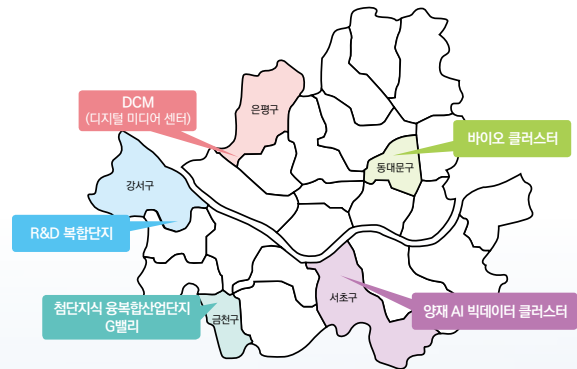 은평구
DCM
(디지털 미디어 센터)
바이오 클러스터
동대문구
강서구
R&D 복합단지
서초구
첨단지식 융복합산업단지
G밸리
금천구
양재 AI 빅데이터 클러스터